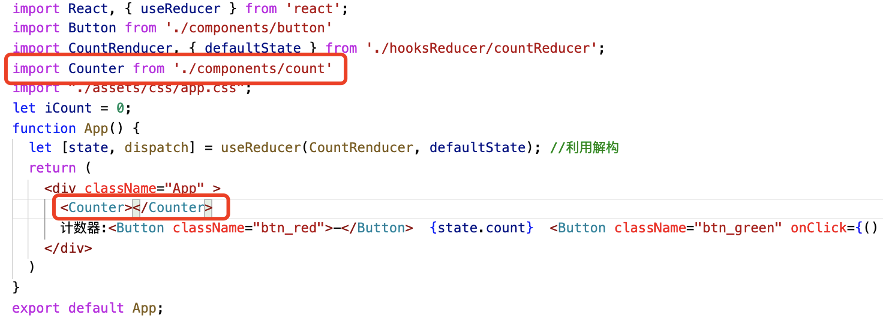 import React, { useReducer } from 'react';
import Button from './components/button'
import CountRenducer, { defaultState } from './hooksReducer/countReducer';
import Counter from './components/count'
import "./assets/css/app.css";
let iCount = 0;
function App() {
  let [state, dispatch] = useReducer(CountRenducer, defaultState); //利用解构
  return (
    <div className="App" >
      <Counter></Counter>
      计数器:<Button className="btn_red">-</Button>  {state.count}  <Button className="btn_green" onClick={()
    </div>
  )
}
export default App;